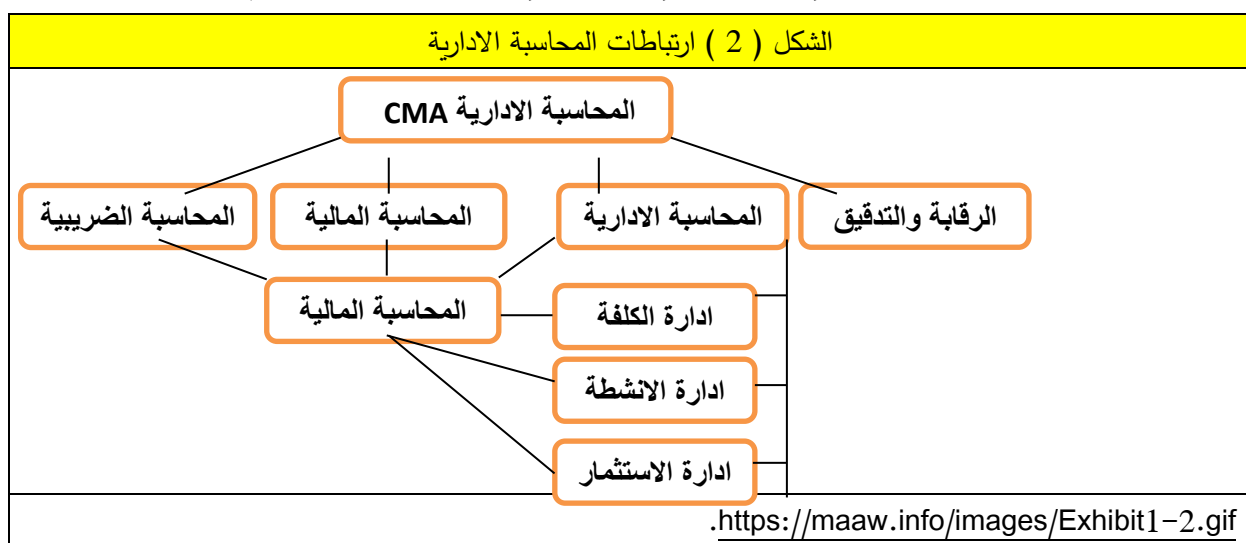 الشكل ( 2 ) ارتباطات المحاسبة الادارية
المحاسبة الادارية CMA
الرقابة والتدقيق
المحاسبة الادارية
المحاسبة المالية
المحاسبة الضريبية
المحاسبة المالية
ادارة الكلفة
ادارة الانشطة
ادارة الاستثمار
.https://maaw.info/images/Exhibit1-2.gif